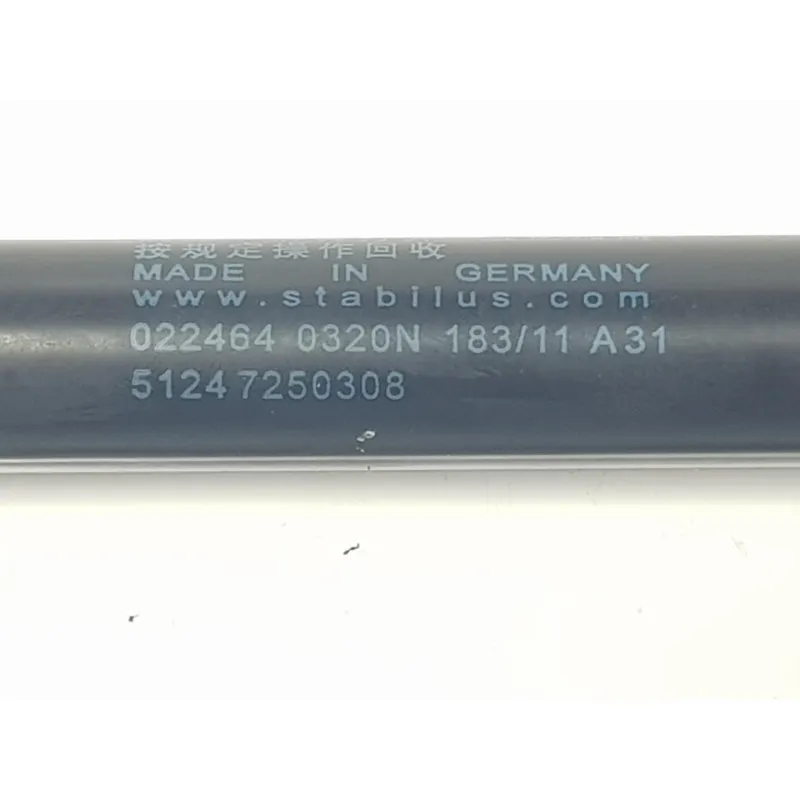 按规定操作回收
MADE IN GERMANY
www.stabilus.com
022464 0320N 183/11 A31
51247250308